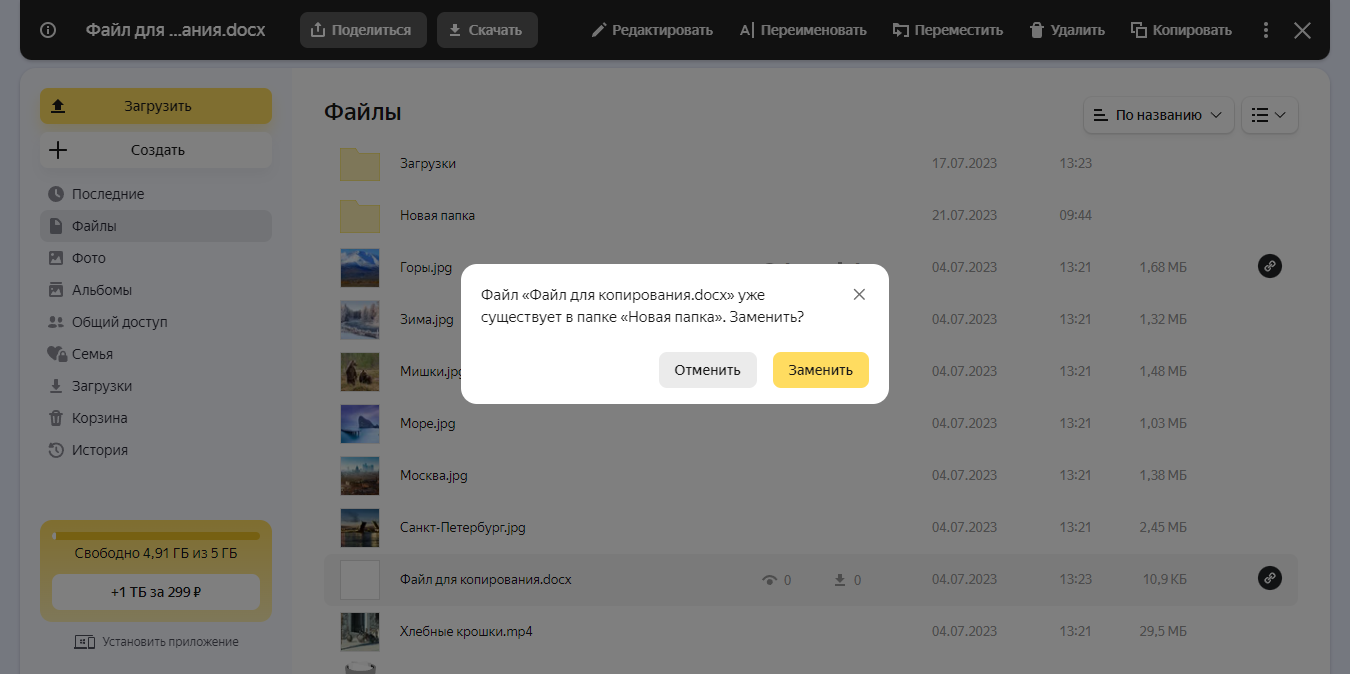 Файл для ...ания.docx
Поделиться
Скачать
Редактировать
Переименовать
Переместить
Удалить
Копировать
Загрузить
Создать
Последние
Файлы
Фото
Альбомы
Общий доступ
Семья
Загрузки
Корзина
История
Свободно 4,91 ГБ из 5 ГБ
+1 ТБ за 299 ₽
Установить приложение
Файлы
По названию
Загрузки 17.07.2023 13:23
Новая папка 21.07.2023 09:44
Горы.jpg 04.07.2023 13:21 1,68 МБ
Зима.jpg 04.07.2023 13:21 1,32 МБ
Мишки.jpg 04.07.2023 13:21 1,48 МБ
Море.jpg 04.07.2023 13:21 1,03 МБ
Москва.jpg 04.07.2023 13:21 1,38 МБ
Санкт-Петербург.jpg 04.07.2023 13:21 2,45 МБ
Файл для копирования.docx 0 0 04.07.2023 13:23 10,9 КБ
Хлебные крошки.mp4 04.07.2023 13:21 29,5 МБ
Файл «Файл для копирования.docx» уже
существует в папке «Новая папка». Заменить?
Отменить
Заменить